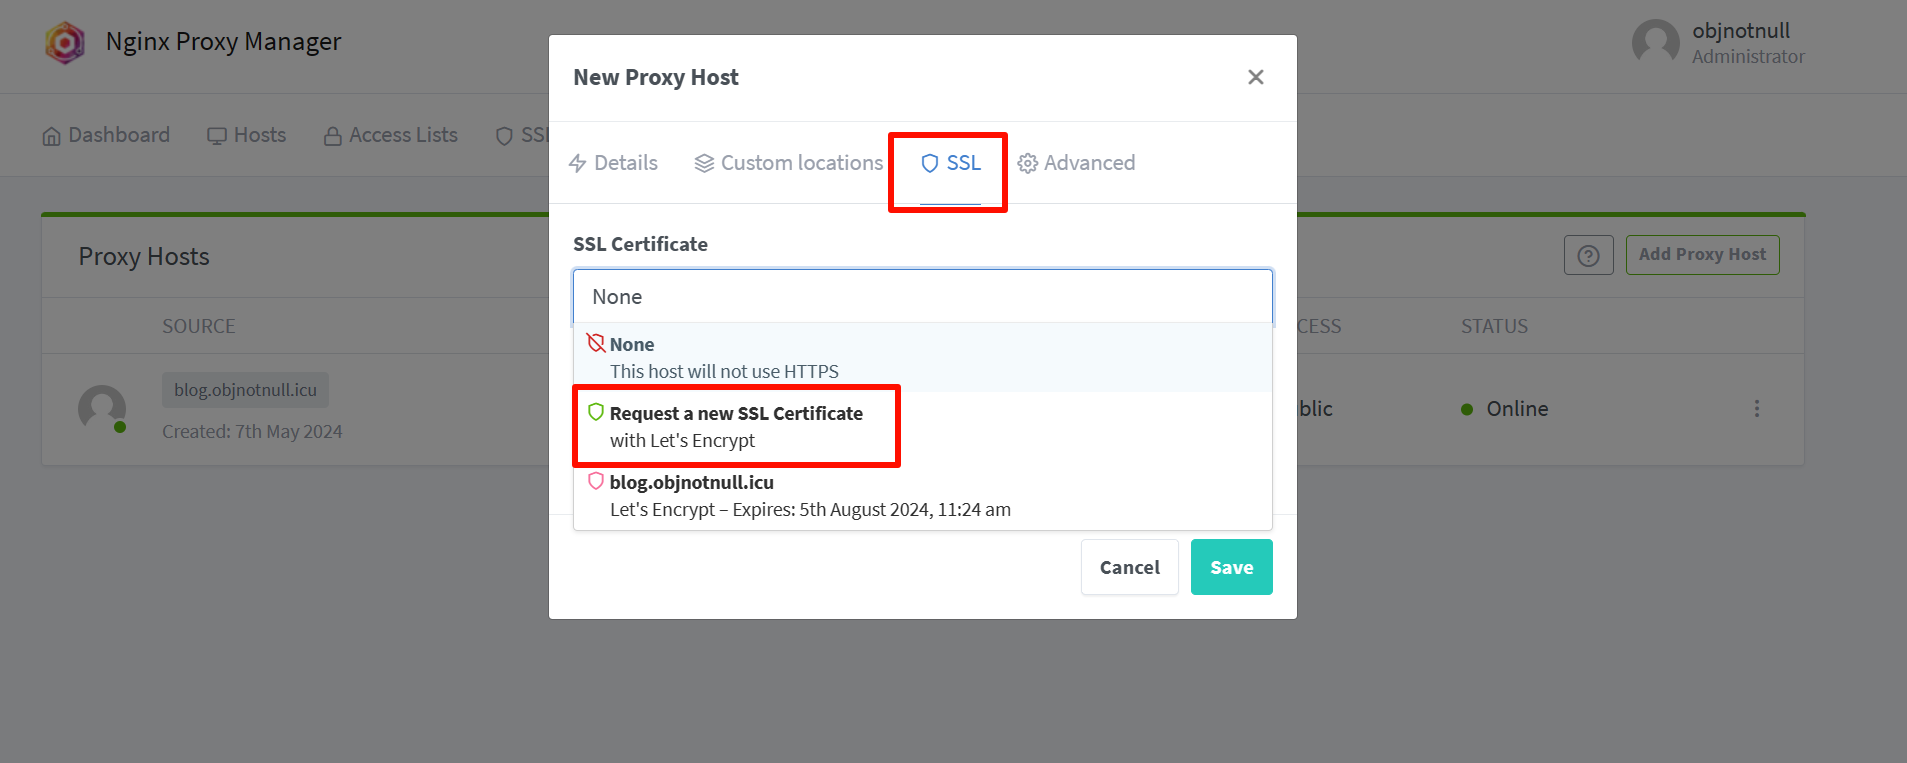 Nginx Proxy Manager
objnotnull
Administrator
Dashboard
Hosts
Access Lists
SSL
New Proxy Host
Details
Custom locations
SSL
Advanced
Proxy Hosts
Add Proxy Host
SSL Certificate
None
SOURCE
CESS
STATUS
None
This host will not use HTTPS
Request a new SSL Certificate
with Let's Encrypt
blog.objnotnull.icu
Let's Encrypt – Expires: 5th August 2024, 11:24 am
blog.objnotnull.icu
Created: 7th May 2024
blic
Online
Cancel
Save